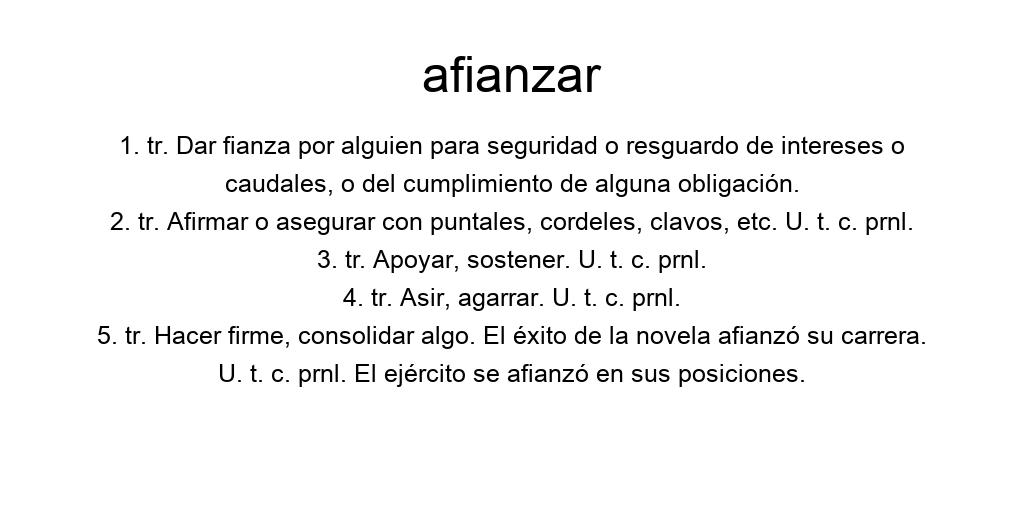 afianzar
1. tr. Dar fianza por alguien para seguridad o resguardo de intereses o
caudales, o del cumplimiento de alguna obligación.
2. tr. Afirmar o asegurar con puntales, cordeles, clavos, etc. U. t. c. prnl.
3. tr. Apoyar, sostener. U. t. c. prnl.
4. tr. Asir, agarrar. U. t. c. prnl.
5. tr. Hacer firme, consolidar algo. El éxito de la novela afianzó su carrera.
U. t. c. prnl. El ejército se afianzó en sus posiciones.